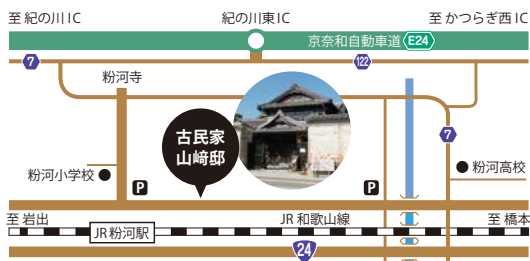 至 紀の川IC
紀の川東IC
至 かつらぎ西IC
京奈和自動車道 E24
7
122
粉河寺
古民家
山﨑邸
7
粉河小学校
P
P
粉河高校
至 岩出
JR 和歌山線
至 橋本
JR粉河駅
24